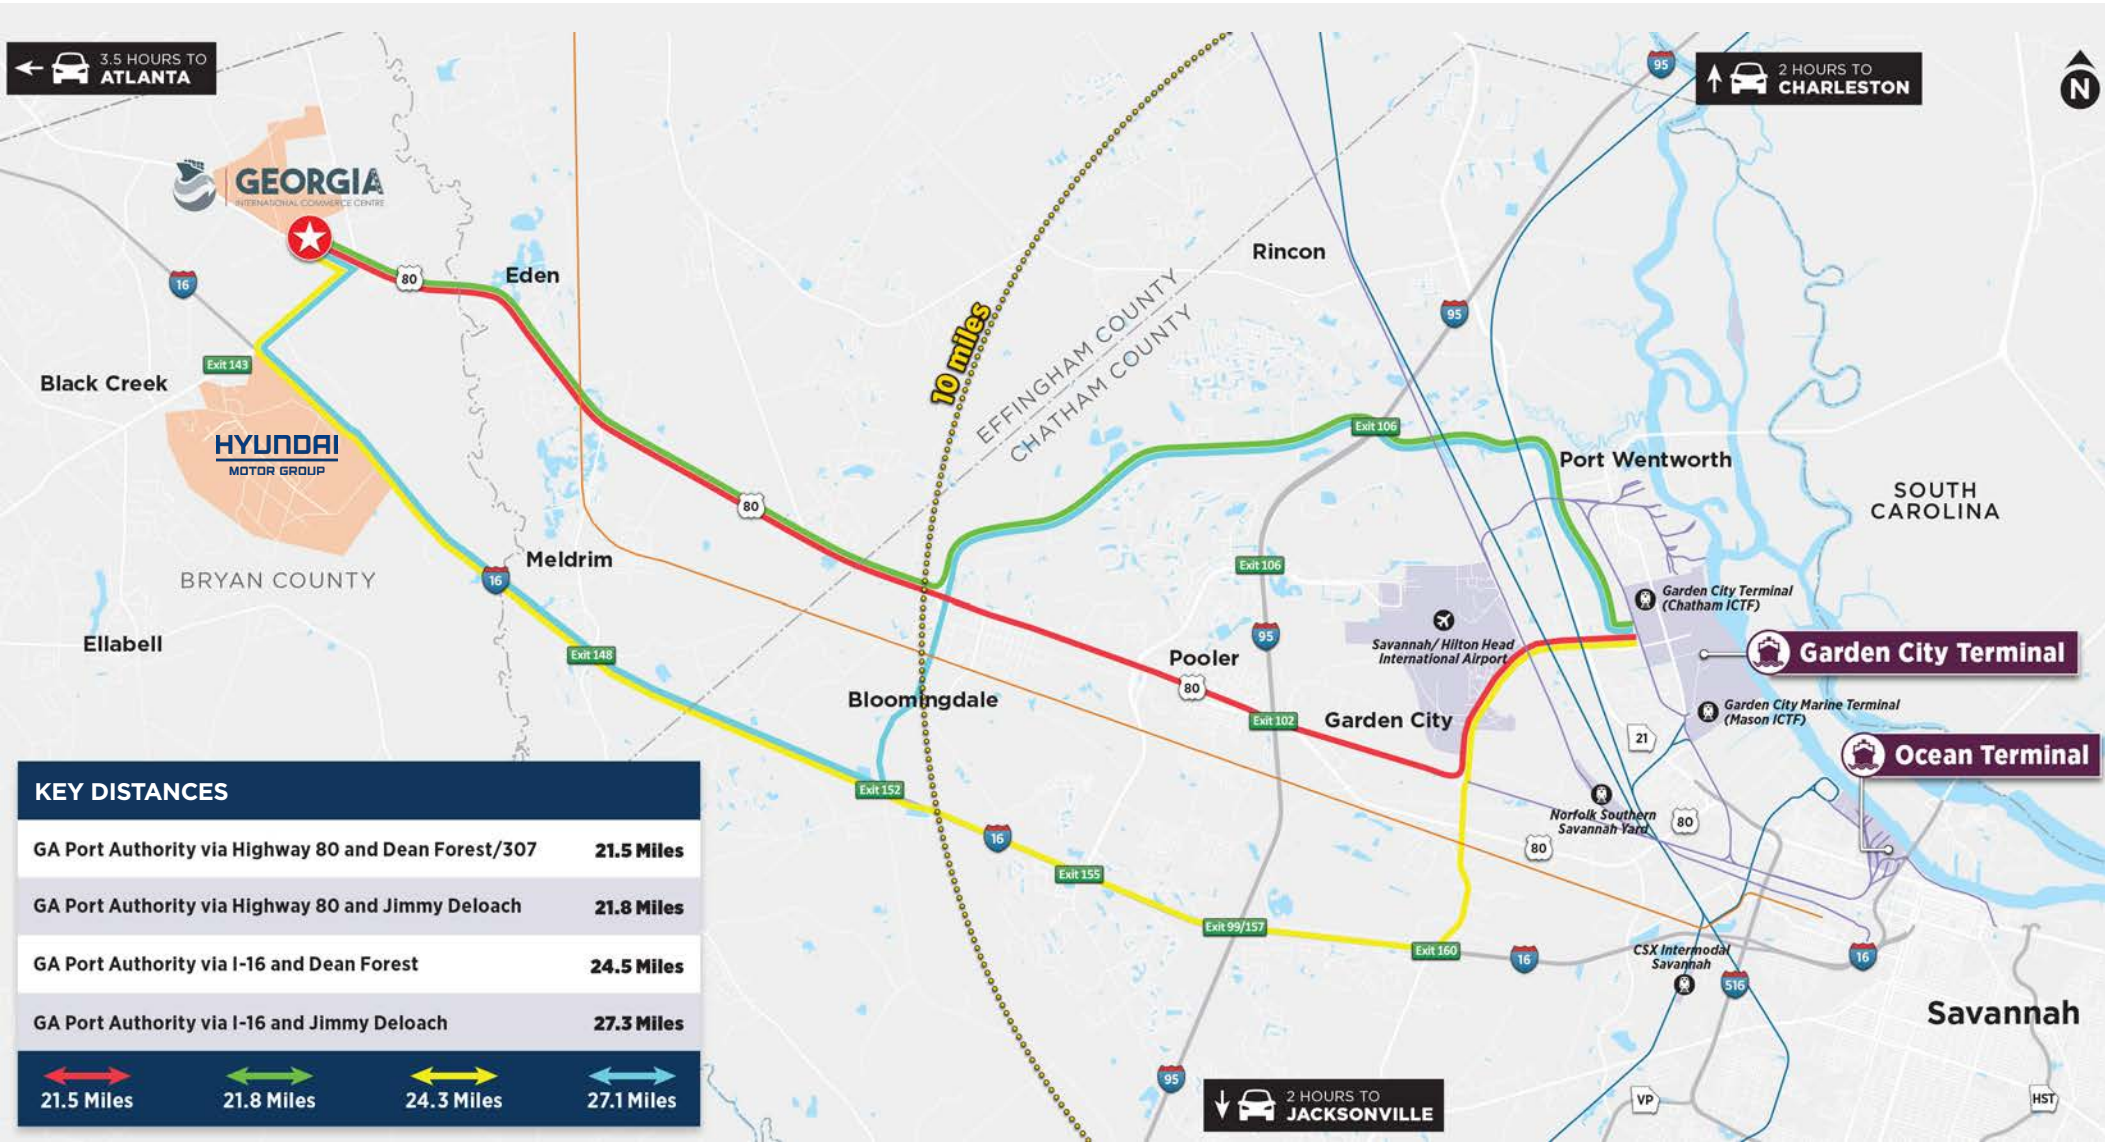 3.5 HOURS TO
ATLANTA
95
2 HOURS TO
CHARLESTON
N
GEORGIA
INTERNATIONAL COMMERCE CENTRE
16
80
Eden
Rincon
95
10 miles
EFFINGHAM COUNTY
CHATHAM COUNTY
Exit 143
Black Creek
HYUNDAI
MOTOR GROUP
Exit 106
Port Wentworth
SOUTH
CAROLINA
80
Meldrim
16
BRYAN COUNTY
Exit 106
Garden City Terminal
(Chatham ICTF)
Ellabell
Exit 148
95
Savannah/ Hilton Head
International Airport
Garden City Terminal
Pooler
80
Bloomingdale
Exit 102
Garden City
Garden City Marine Terminal
(Mason ICTF)
21
Ocean Terminal
Exit 152
Norfolk Southern
Savannah Yard
80
80
16
Exit 155
Exit 99/157
Exit 160
16
CSX Intermodal
Savannah
516
16
Savannah
95
2 HOURS TO
JACKSONVILLE
VP
HST
KEY DISTANCES
GA Port Authority via Highway 80 and Dean Forest/307 21.5 Miles
GA Port Authority via Highway 80 and Jimmy Deloach 21.8 Miles
GA Port Authority via I-16 and Dean Forest 24.5 Miles
GA Port Authority via I-16 and Jimmy Deloach 27.3 Miles
21.5 Miles 21.8 Miles 24.3 Miles 27.1 Miles